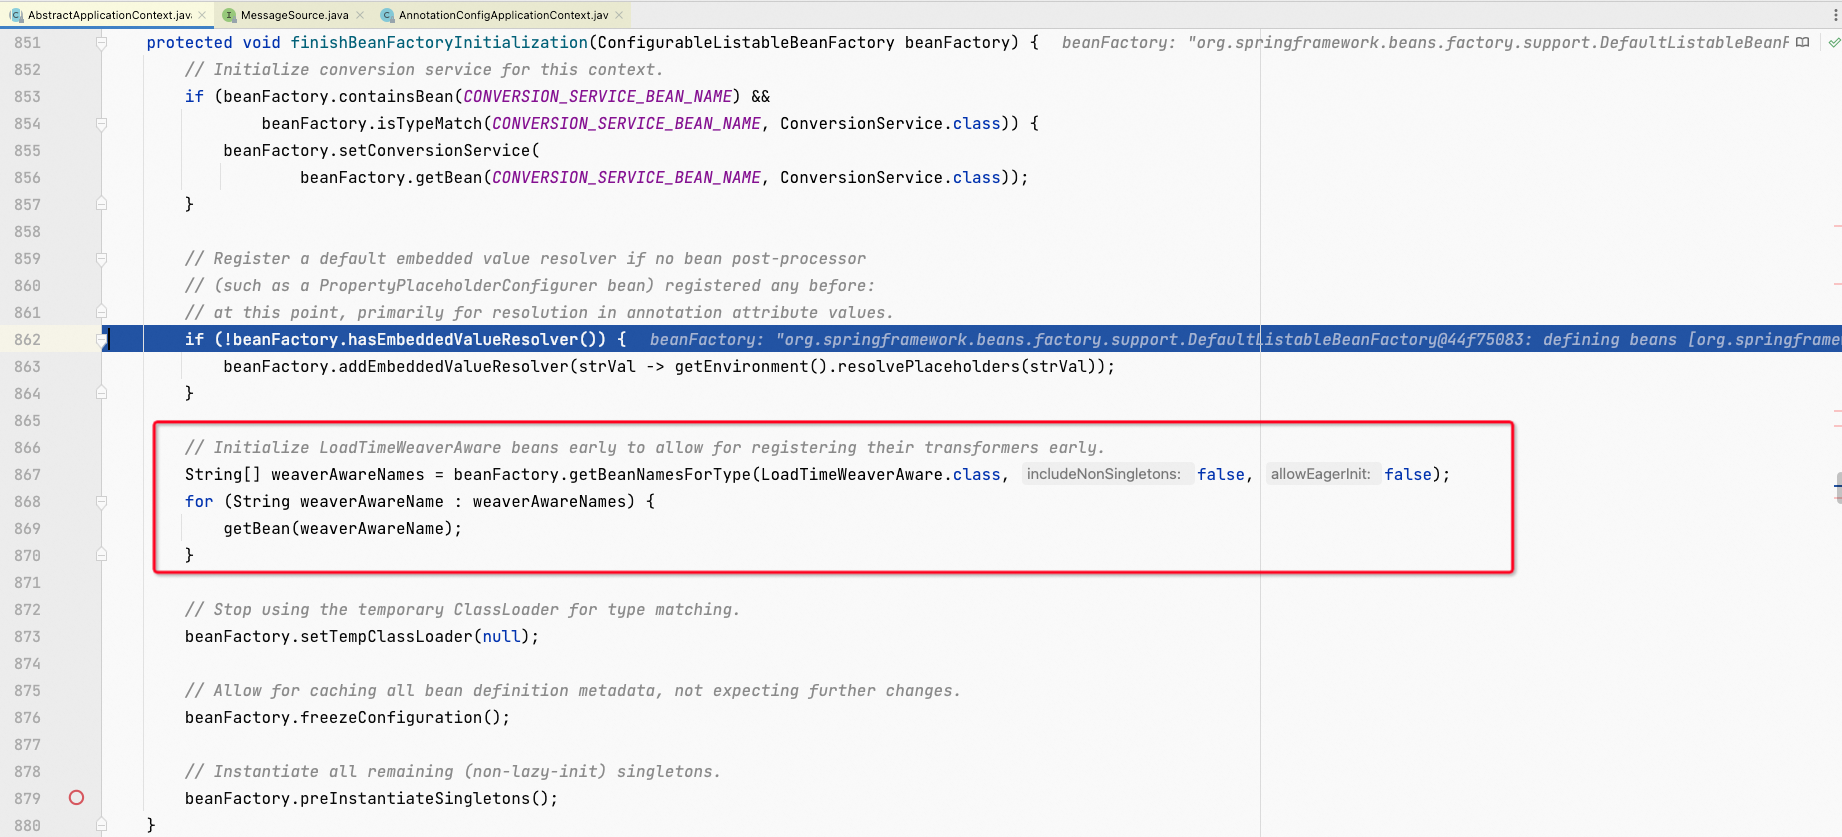 AbstractApplicationContext.java
MessageSource.java
AnnotationConfigApplicationContext.jav
851 protected void finishBeanFactoryInitialization(ConfigurableListableBeanFactory beanFactory) { beanFactory: "org.springframework.beans.factory.support.DefaultListableBeanF
852 // Initialize conversion service for this context.
853 if (beanFactory.containsBean(CONVERSION_SERVICE_BEAN_NAME) &&
854 beanFactory.isTypeMatch(CONVERSION_SERVICE_BEAN_NAME, ConversionService.class)) {
855 beanFactory.setConversionService(
856 beanFactory.getBean(CONVERSION_SERVICE_BEAN_NAME, ConversionService.class));
857 }
858
859 // Register a default embedded value resolver if no bean post-processor
860 // (such as a PropertyPlaceholderConfigurer bean) registered any before:
861 // at this point, primarily for resolution in annotation attribute values.
862 if (!beanFactory.hasEmbeddedValueResolver()) { beanFactory: "org.springframework.beans.factory.support.DefaultListableBeanFactory@44f75083: defining beans [org.springframew
863 beanFactory.addEmbeddedValueResolver(strVal -> getEnvironment().resolvePlaceholders(strVal));
864 }
865
866 // Initialize LoadTimeWeaverAware beans early to allow for registering their transformers early.
867 String[] weaverAwareNames = beanFactory.getBeanNamesForType(LoadTimeWeaverAware.class, includeNonSingletons: false, allowEagerInit: false);
868 for (String weaverAwareName : weaverAwareNames) {
869 getBean(weaverAwareName);
870 }
871
872 // Stop using the temporary ClassLoader for type matching.
873 beanFactory.setTempClassLoader(null);
874
875 // Allow for caching all bean definition metadata, not expecting further changes.
876 beanFactory.freezeConfiguration();
877
878 // Instantiate all remaining (non-lazy-init) singletons.
879 beanFactory.preInstantiateSingletons();
880 }